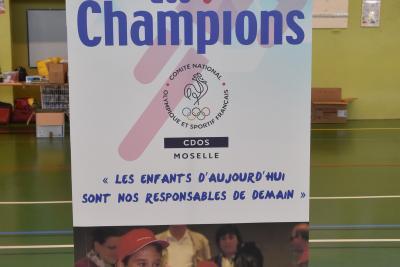 Champions
COMITÉ NATIONAL
OLYMPIQUE ET SPORTIF FRANÇAIS
CDOS
MOSELLE
« LES ENFANTS D'AUJOURD'HUI
SONT NOS RESPONSABLES DE DEMAIN »